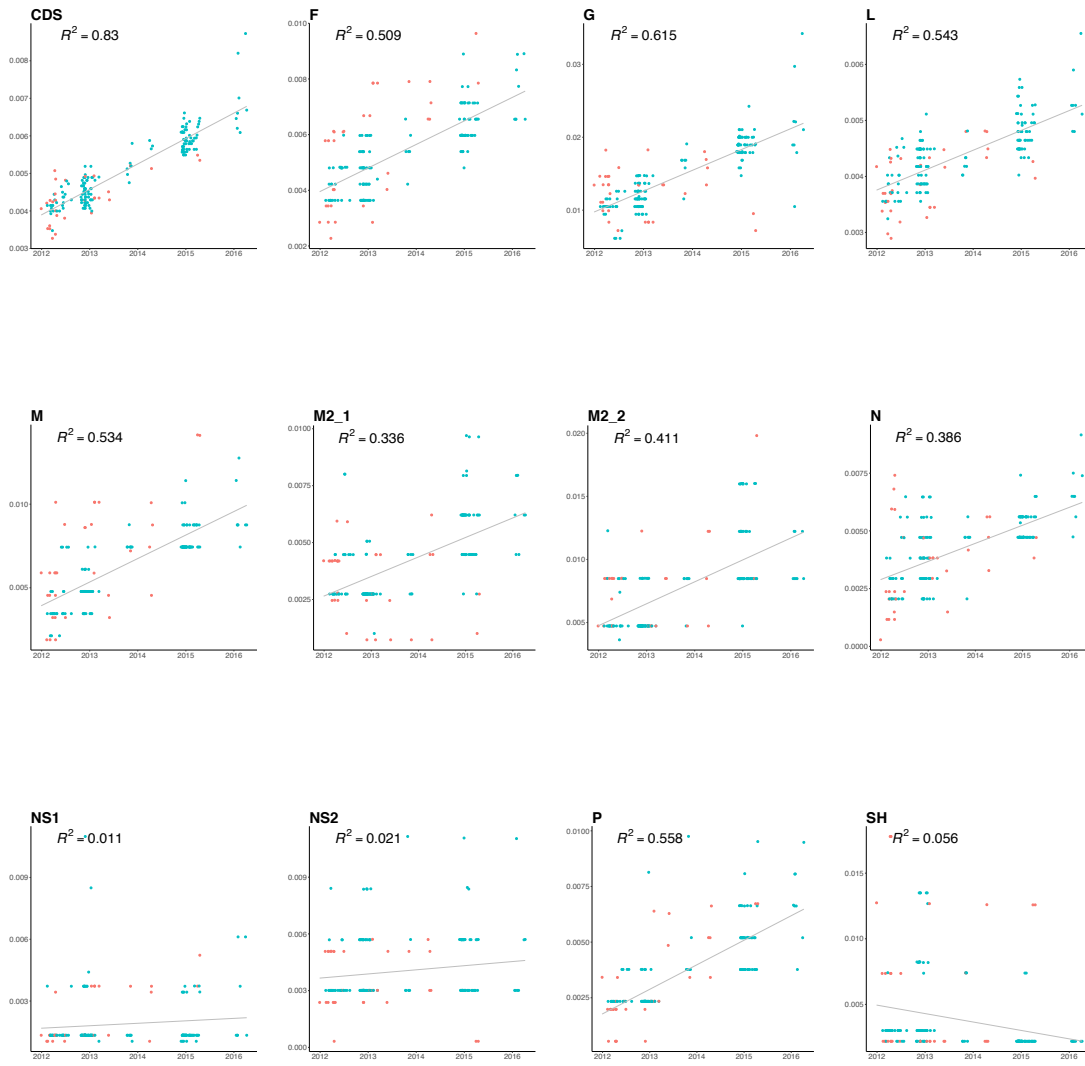 CDS
R² = 0.83
0.008
0.007
0.006
0.005
0.004
0.003
2012 2013 2014 2015 2016
F
R² = 0.509
0.010
0.008
0.006
0.004
0.002
2012 2013 2014 2015 2016
G
R² = 0.615
0.03
0.02
0.01
2012 2013 2014 2015 2016
L
R² = 0.543
0.006
0.005
0.004
0.003
2012 2013 2014 2015 2016
M
R² = 0.534
0.010
0.005
2012 2013 2014 2015 2016
M2_1
R² = 0.336
0.0100
0.0075
0.0050
0.0025
2012 2013 2014 2015 2016
M2_2
R² = 0.411
0.020
0.015
0.010
0.005
2012 2013 2014 2015 2016
N
R² = 0.386
0.0075
0.0050
0.0025
0.0000
2012 2013 2014 2015 2016
NS1
R² = 0.011
0.009
0.006
0.003
2012 2013 2014 2015 2016
NS2
R² = 0.021
0.009
0.006
0.003
0.000
2012 2013 2014 2015 2016
P
R² = 0.558
0.0100
0.0075
0.0050
0.0025
2012 2013 2014 2015 2016
SH
R² = 0.056
0.015
0.010
0.005
2012 2013 2014 2015 2016